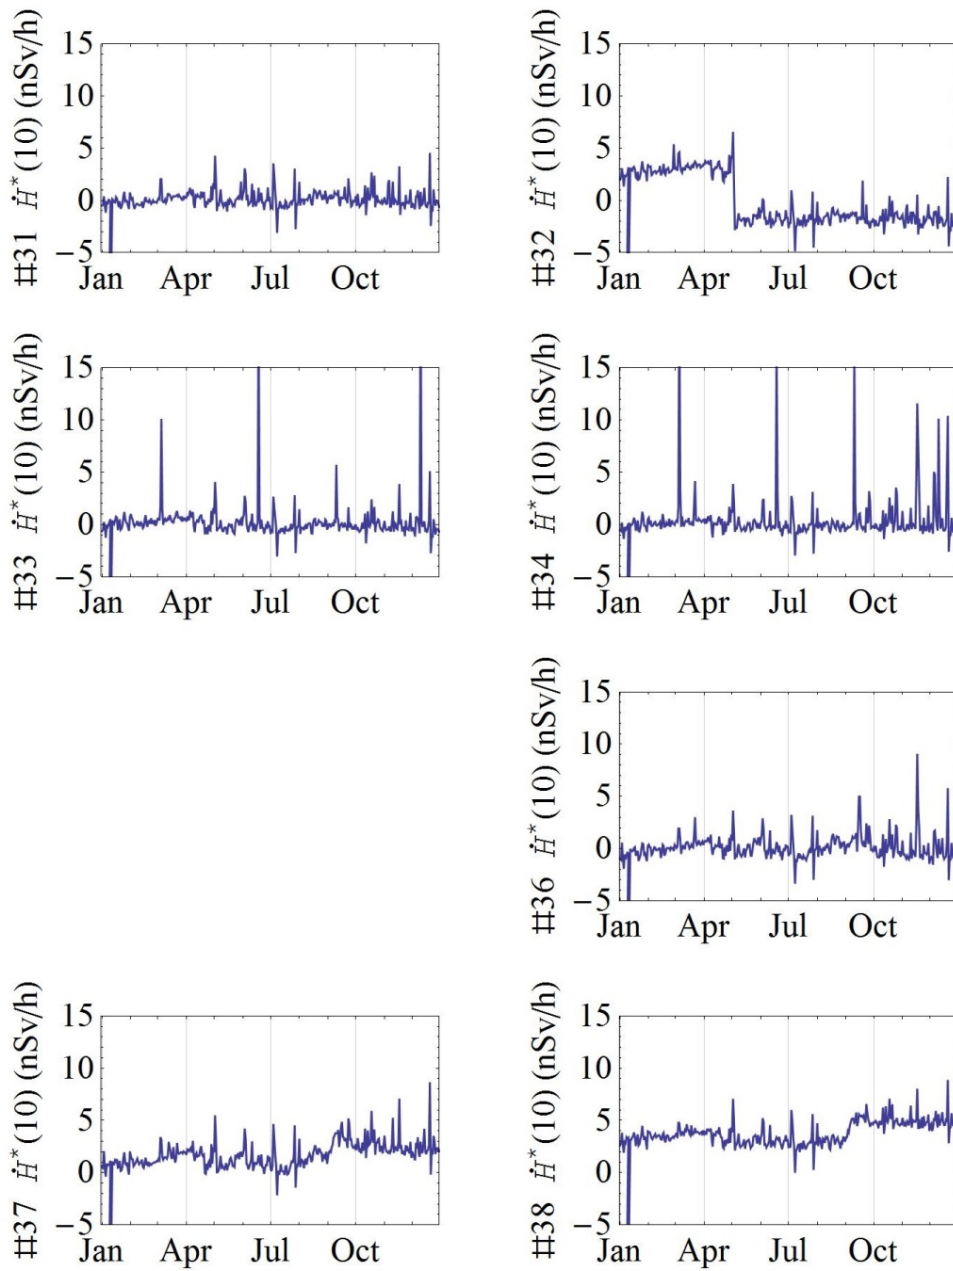 #31 Ḣ*(10) (nSv/h)
15
10
5
0
−5
Jan Apr Jul Oct
#32 Ḣ*(10) (nSv/h)
15
10
5
0
−5
Jan Apr Jul Oct
#33 Ḣ*(10) (nSv/h)
15
10
5
0
−5
Jan Apr Jul Oct
#34 Ḣ*(10) (nSv/h)
15
10
5
0
−5
Jan Apr Jul Oct
#36 Ḣ*(10) (nSv/h)
15
10
5
0
−5
Jan Apr Jul Oct
#37 Ḣ*(10) (nSv/h)
15
10
5
0
−5
Jan Apr Jul Oct
#38 Ḣ*(10) (nSv/h)
15
10
5
0
−5
Jan Apr Jul Oct